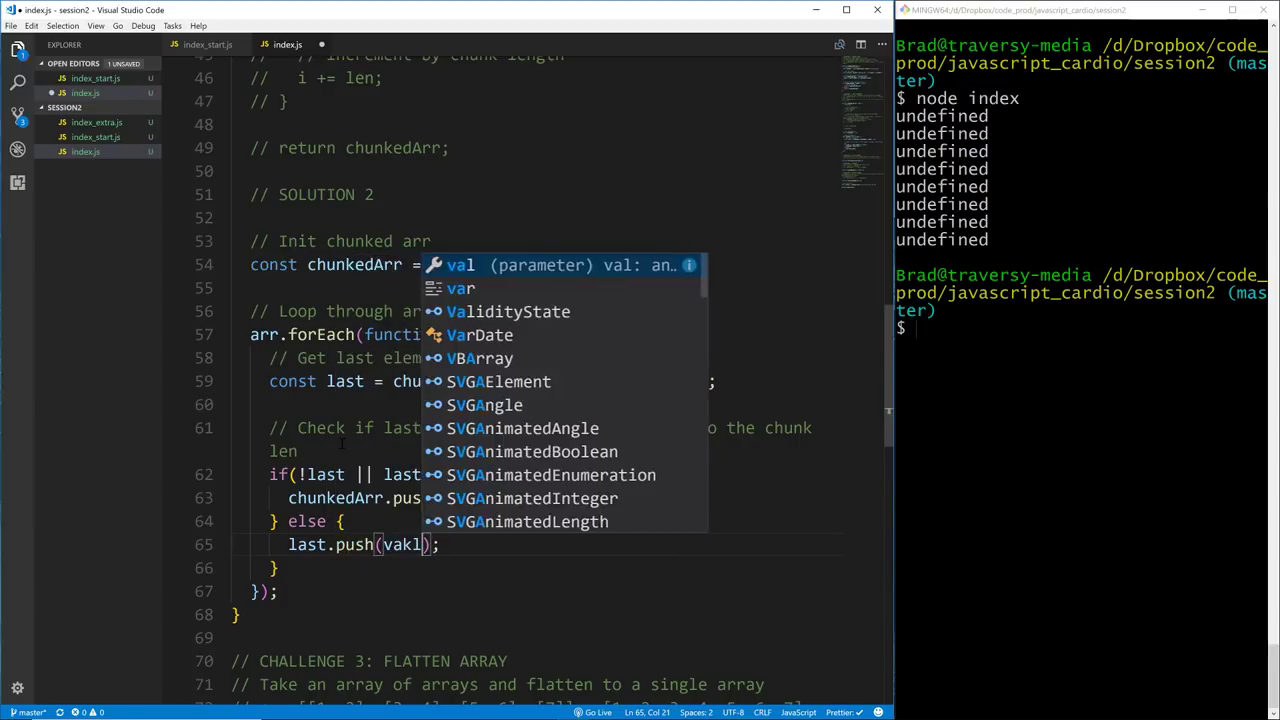 index.js - session2 - Visual Studio Code
File Edit Selection View Go Debug Tasks Help
EXPLORER
OPEN EDITORS 1 UNSAVED
index_start.js U
index.js U
SESSION2
index_extra.js U
index_start.js U
index.js U
index_start.js U index.js
46 // i += len;
47 // }
48
49 // return chunkedArr;
50
51 // SOLUTION 2
52
53 // Init chunked arr
54 const chunkedArr =
55
56 // Loop through ar
57 arr.forEach(functi
58 // Get last elem
59 const last = chu ;
60
61 // Check if last o the chunk
len
62 if(!last || last
63 chunkedArr.pus
64 } else {
65 last.push(vakl);
66 }
67 });
68 }
69
70 // CHALLENGE 3: FLATTEN ARRAY
71 // Take an array of arrays and flatten to a single array
val (parameter) val: an…
var
ValidityState
VarDate
VBArray
SVGAElement
SVGAngle
SVGAnimatedAngle
SVGAnimatedBoolean
SVGAnimatedEnumeration
SVGAnimatedInteger
SVGAnimatedLength
master* 0 0 Go Live Ln 65, Col 21 Spaces: 2 UTF-8 CRLF JavaScript Prettier: ✓
MINGW64:/d/Dropbox/code_prod/javascript_cardio/session2
Brad@traversy-media /d/Dropbox/code_
prod/javascript_cardio/session2 (mas
ter)
$ node index
undefined
undefined
undefined
undefined
undefined
undefined
undefined
undefined
Brad@traversy-media /d/Dropbox/code_
prod/javascript_cardio/session2 (mas
ter)
$